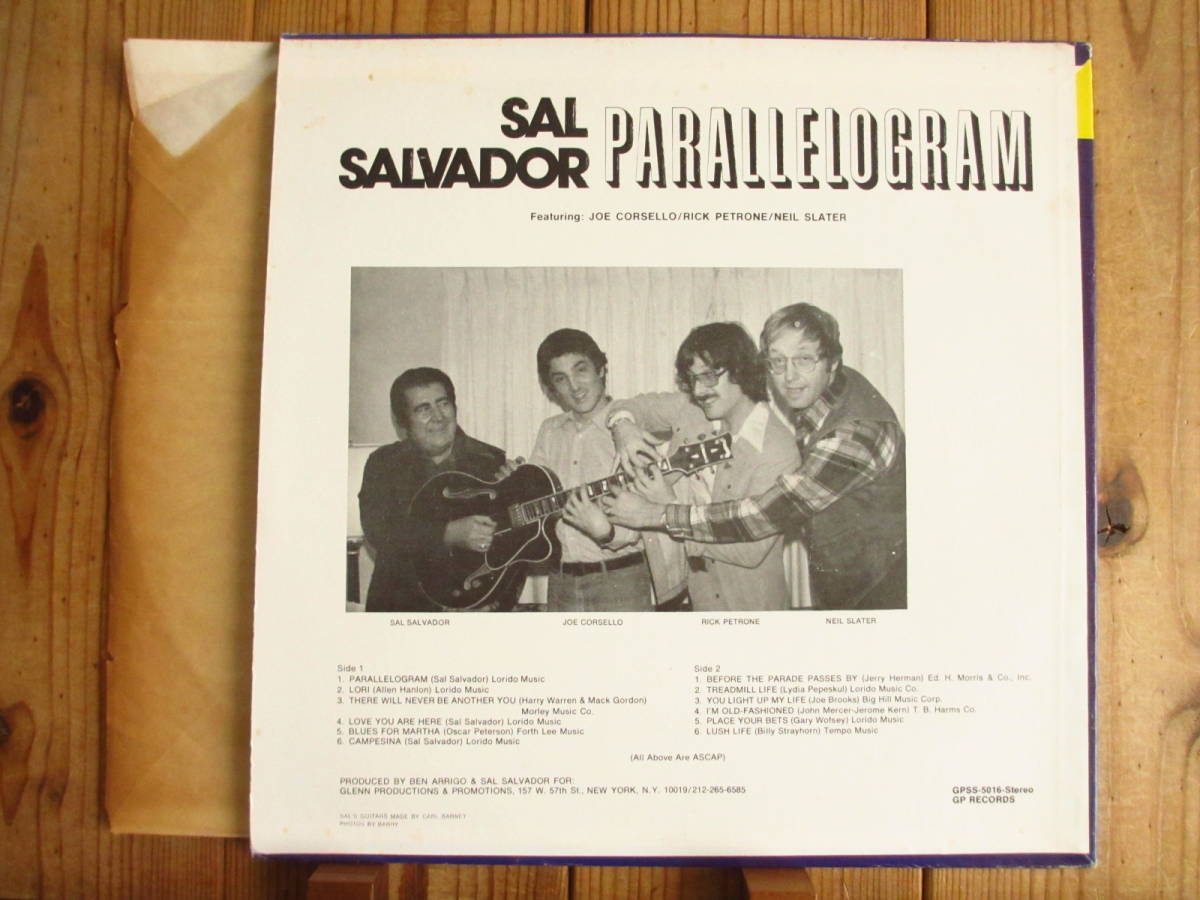 SAL
SALVADOR
PARALLELOGRAM
Featuring: JOE CORSELLO/RICK PETRONE/NEIL SLATER
SAL SALVADOR
JOE CORSELLO
RICK PETRONE
NEIL SLATER
Side 1
1. PARALLELOGRAM (Sal Salvador) Lorido Music
2. LORI (Allen Hanlon) Lorido Music
3. THERE WILL NEVER BE ANOTHER YOU (Harry Warren & Mack Gordon)
Morley Music Co.
4. LOVE YOU ARE HERE (Sal Salvador) Lorido Music
5. BLUES FOR MARTHA (Oscar Peterson) Forth Lee Music
6. CAMPESINA (Sal Salvador) Lorido Music
Side 2
1. BEFORE THE PARADE PASSES BY (Jerry Herman) Ed. H. Morris & Co., Inc.
2. TREADMILL LIFE (Lydia Pepeskul) Lorido Music Co.
3. YOU LIGHT UP MY LIFE (Joe Brooks) Big Hill Music Corp.
4. I'M OLD-FASHIONED (John Mercer-Jerome Kern) T. B. Harms Co.
5. PLACE YOUR BETS (Gary Wofsey) Lorido Music
6. LUSH LIFE (Billy Strayhorn) Tempo Music
(All Above Are ASCAP)
PRODUCED BY BEN ARRIGO & SAL SALVADOR FOR:
GLENN PRODUCTIONS & PROMOTIONS, 157 W. 57th St., NEW YORK, N.Y. 10019/212-265-6585
GPSS-5016-Stereo
GP RECORDS
SAL'S GUITARS MADE BY CARL BARNET
PHOTOS BY BARRY